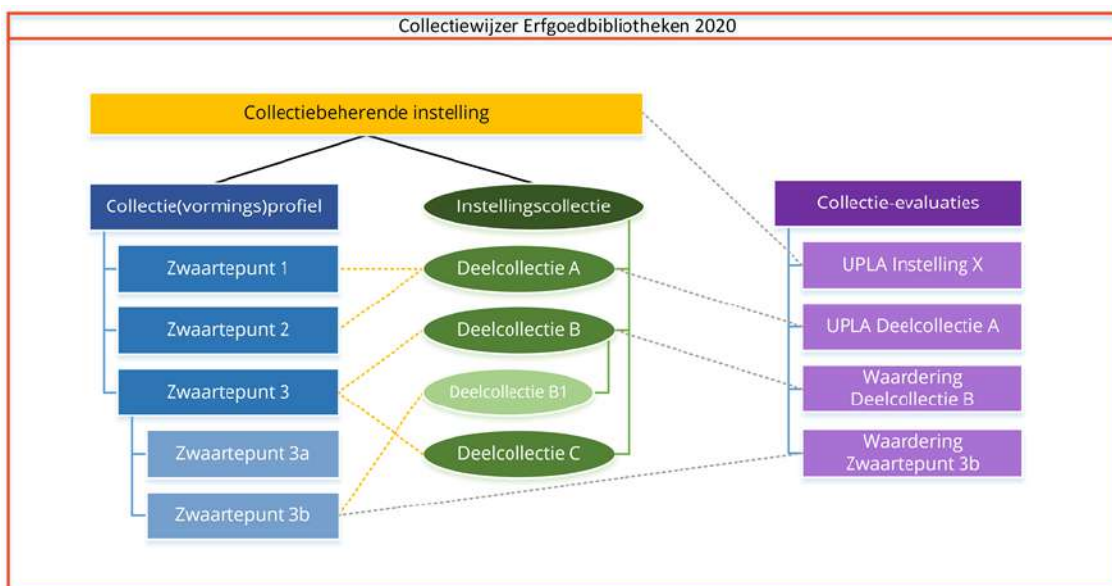 Collectiewijzer Erfgoedbibliotheken 2020
Collectiebeherende instelling
Collectie(vormings)profiel
Zwaartepunt 1
Zwaartepunt 2
Zwaartepunt 3
Zwaartepunt 3a
Zwaartepunt 3b
Instellingscollectie
Deelcollectie A
Deelcollectie B
Deelcollectie B1
Deelcollectie C
Collectie-evaluaties
UPLA Instelling X
UPLA Deelcollectie A
Waardering
Deelcollectie B
Waardering
Zwaartepunt 3b